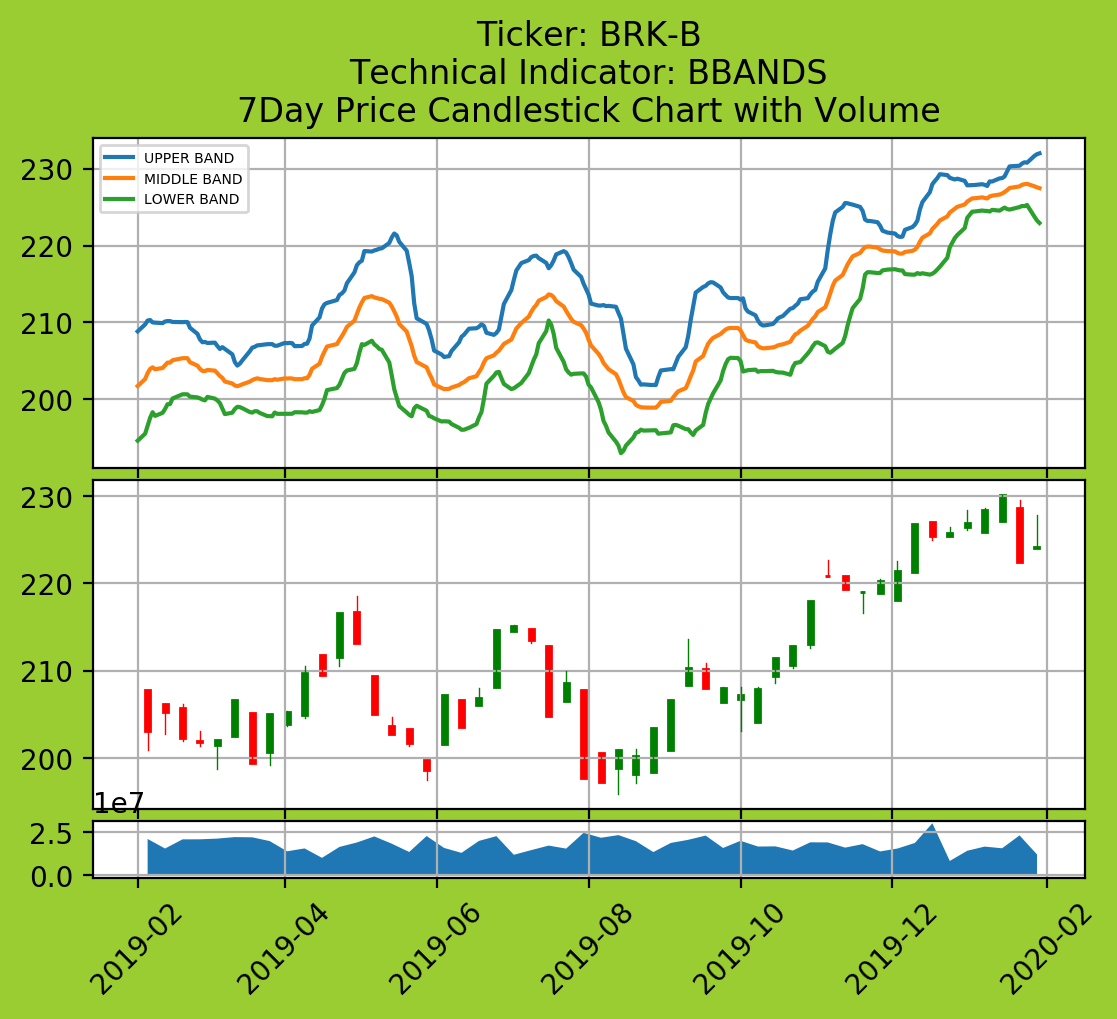 Ticker: BRK-B
Technical Indicator: BBANDS
7Day Price Candlestick Chart with Volume
UPPER BAND
MIDDLE BAND
LOWER BAND
230
220
210
200
230
220
210
200
1e7
2.5
0.0
2019-02
2019-04
2019-06
2019-08
2019-10
2019-12
2020-02